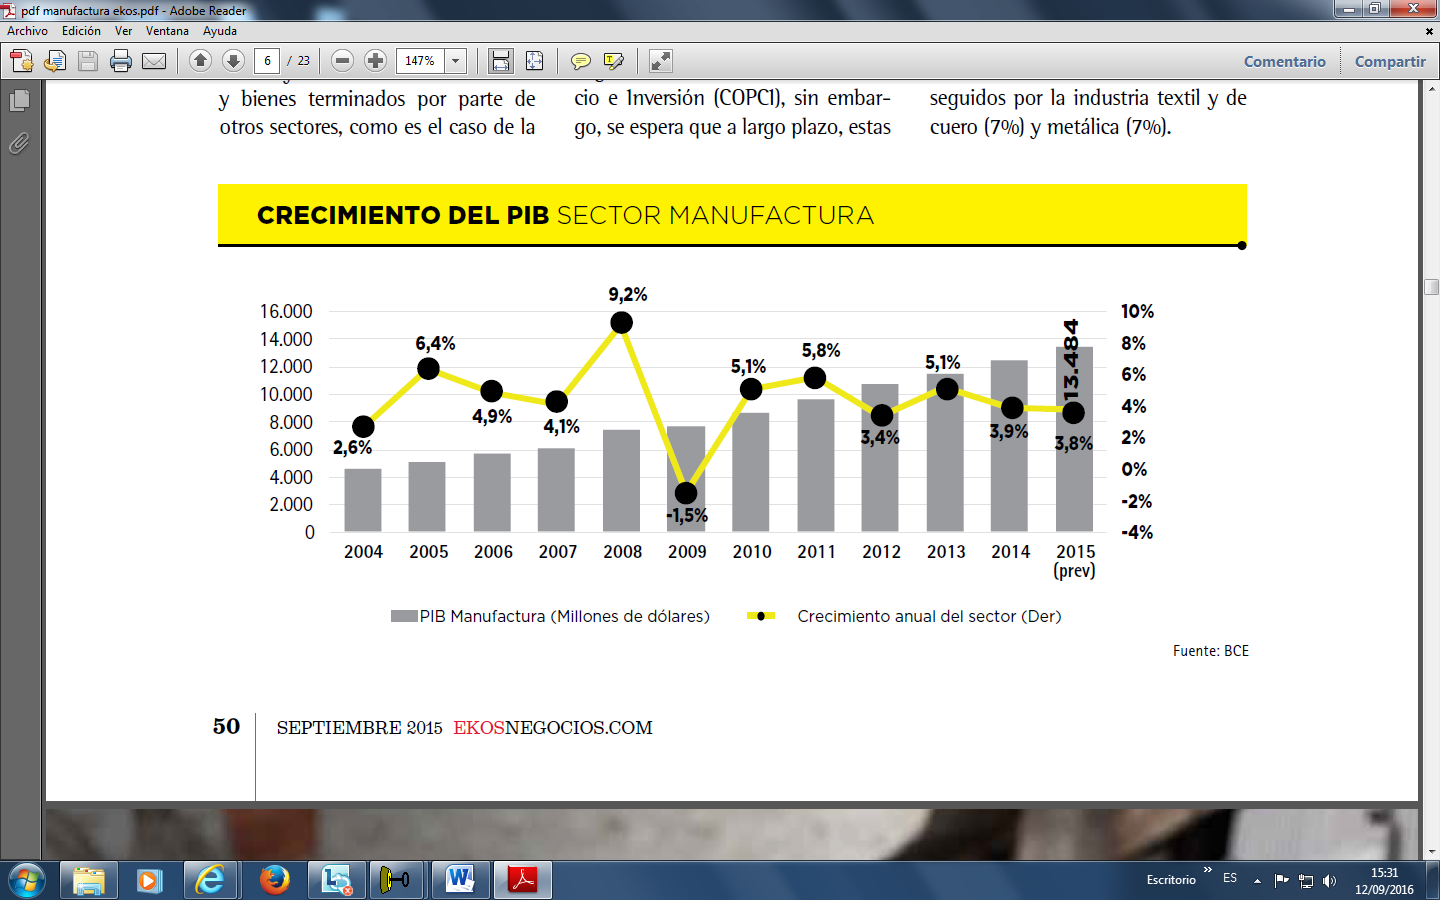 pdf manufactura ekos.pdf - Adobe Reader
Archivo Edición Ver Ventana Ayuda
6 / 23 147% Comentario Compartir
y bienes terminados por parte de
otros sectores, como es el caso de la
cio e Inversión (COPCI), sin embar-
go, se espera que a largo plazo, estas
seguidos por la industria textil y de
cuero (7%) y metálica (7%).
CRECIMIENTO DEL PIB SECTOR MANUFACTURA
16.000
14.000
12.000
10.000
8.000
6.000
4.000
2.000
0
2,6%
6,4%
4,9%
4,1%
9,2%
-1,5%
5,1%
5,8%
3,4%
5,1%
3,9%
3,8%
13.484
10%
8%
6%
4%
2%
0%
-2%
-4%
2004 2005 2006 2007 2008 2009 2010 2011 2012 2013 2014 2015
(prev)
PIB Manufactura (Millones de dólares) Crecimiento anual del sector (Der)
Fuente: BCE
50 SEPTIEMBRE 2015 EKOSNEGOCIOS.COM
Escritorio » ES 15:31
12/09/2016